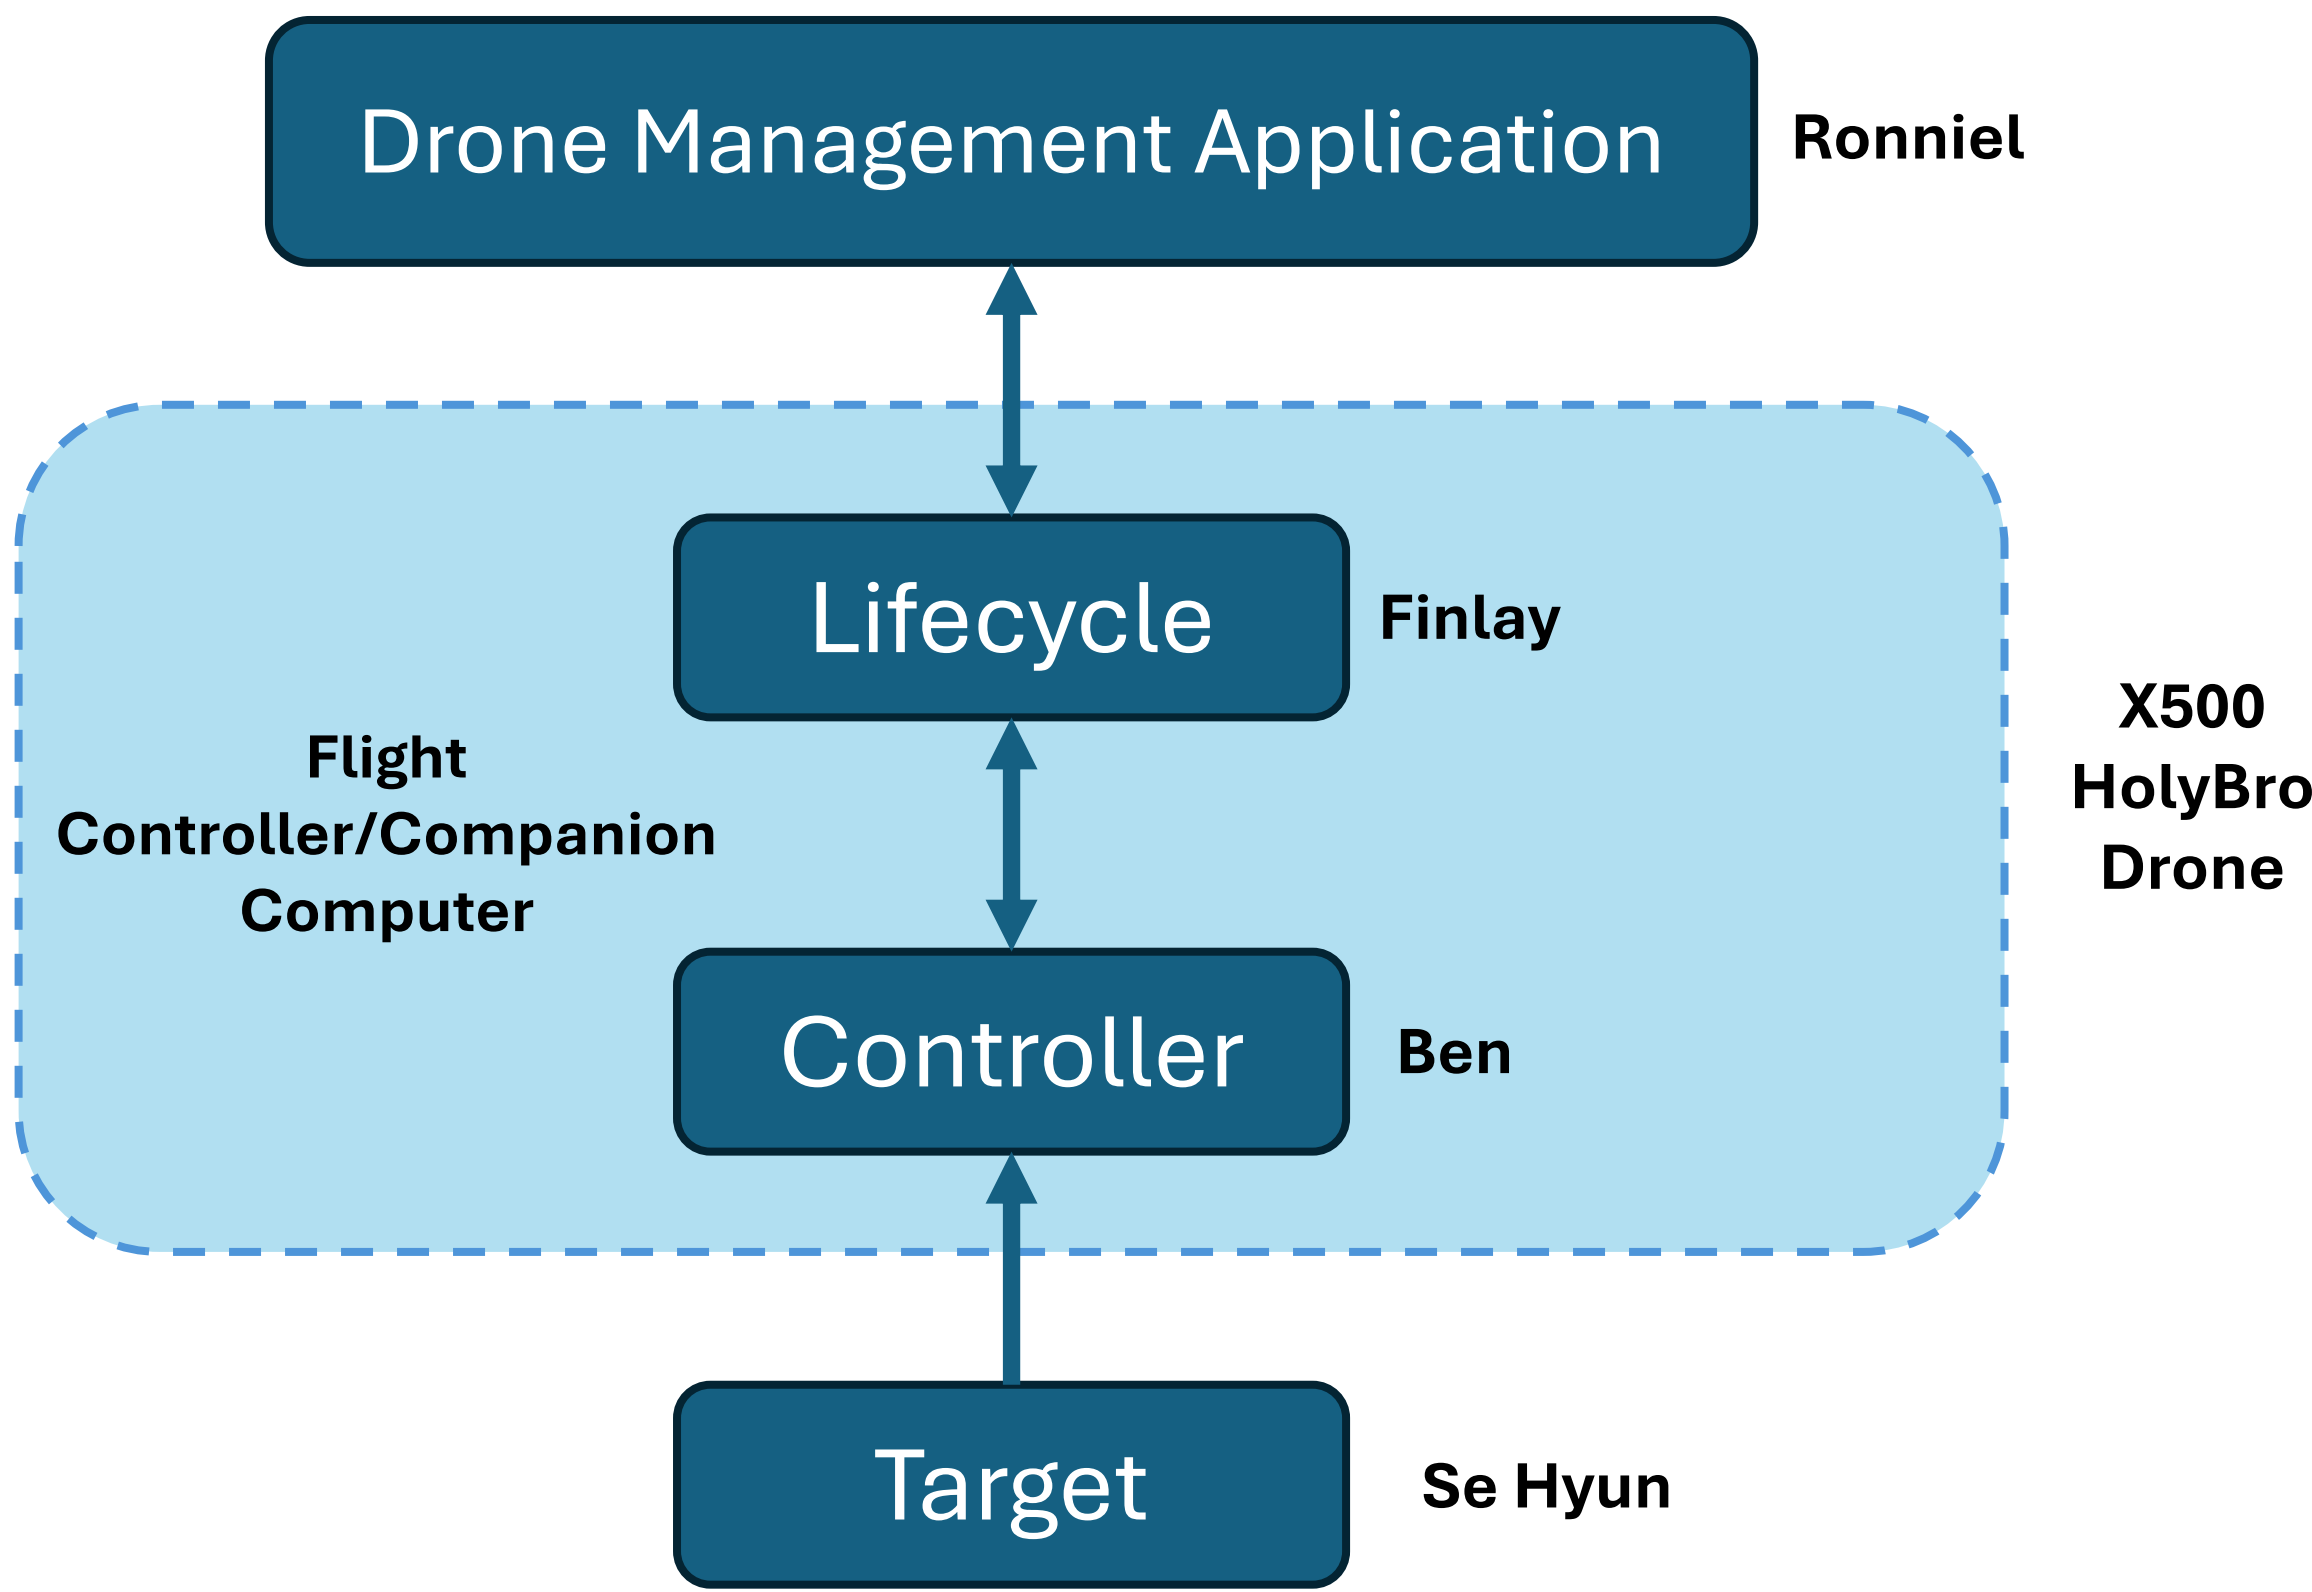 Drone Management Application
Ronniel
Lifecycle
Finlay
Flight
Controller/Companion
Computer
X500
HolyBro
Drone
Controller
Ben
Target
Se Hyun